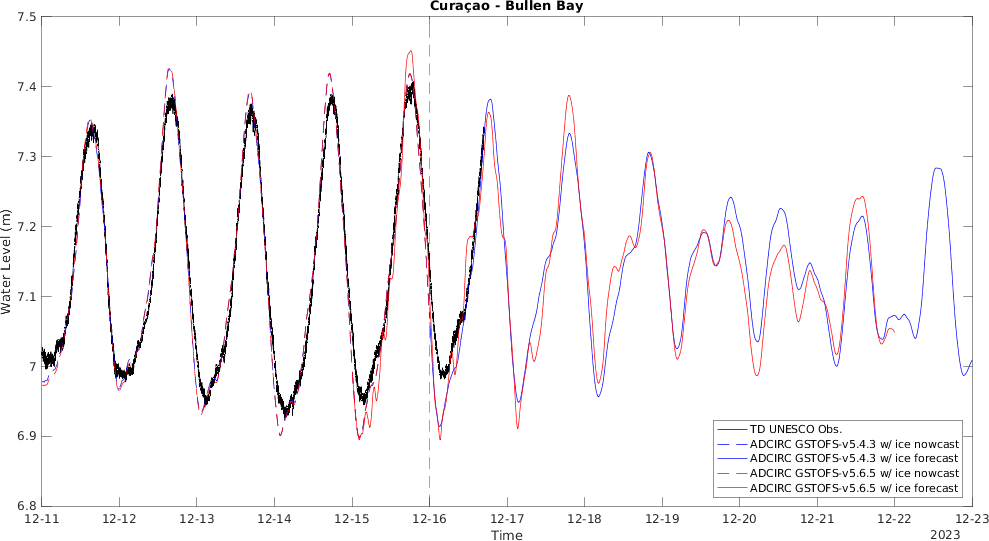 Curaçao - Bullen Bay
Water Level (m)
7.5
7.4
7.3
7.2
7.1
7
6.9
6.8
12-11
12-12
12-13
12-14
12-15
12-16
12-17
12-18
12-19
12-20
12-21
12-22
12-23
Time
2023
TD UNESCO Obs.
ADCIRC GSTOFS-v5.4.3 w/ ice nowcast
ADCIRC GSTOFS-v5.4.3 w/ ice forecast
ADCIRC GSTOFS-v5.6.5 w/ ice nowcast
ADCIRC GSTOFS-v5.6.5 w/ ice forecast